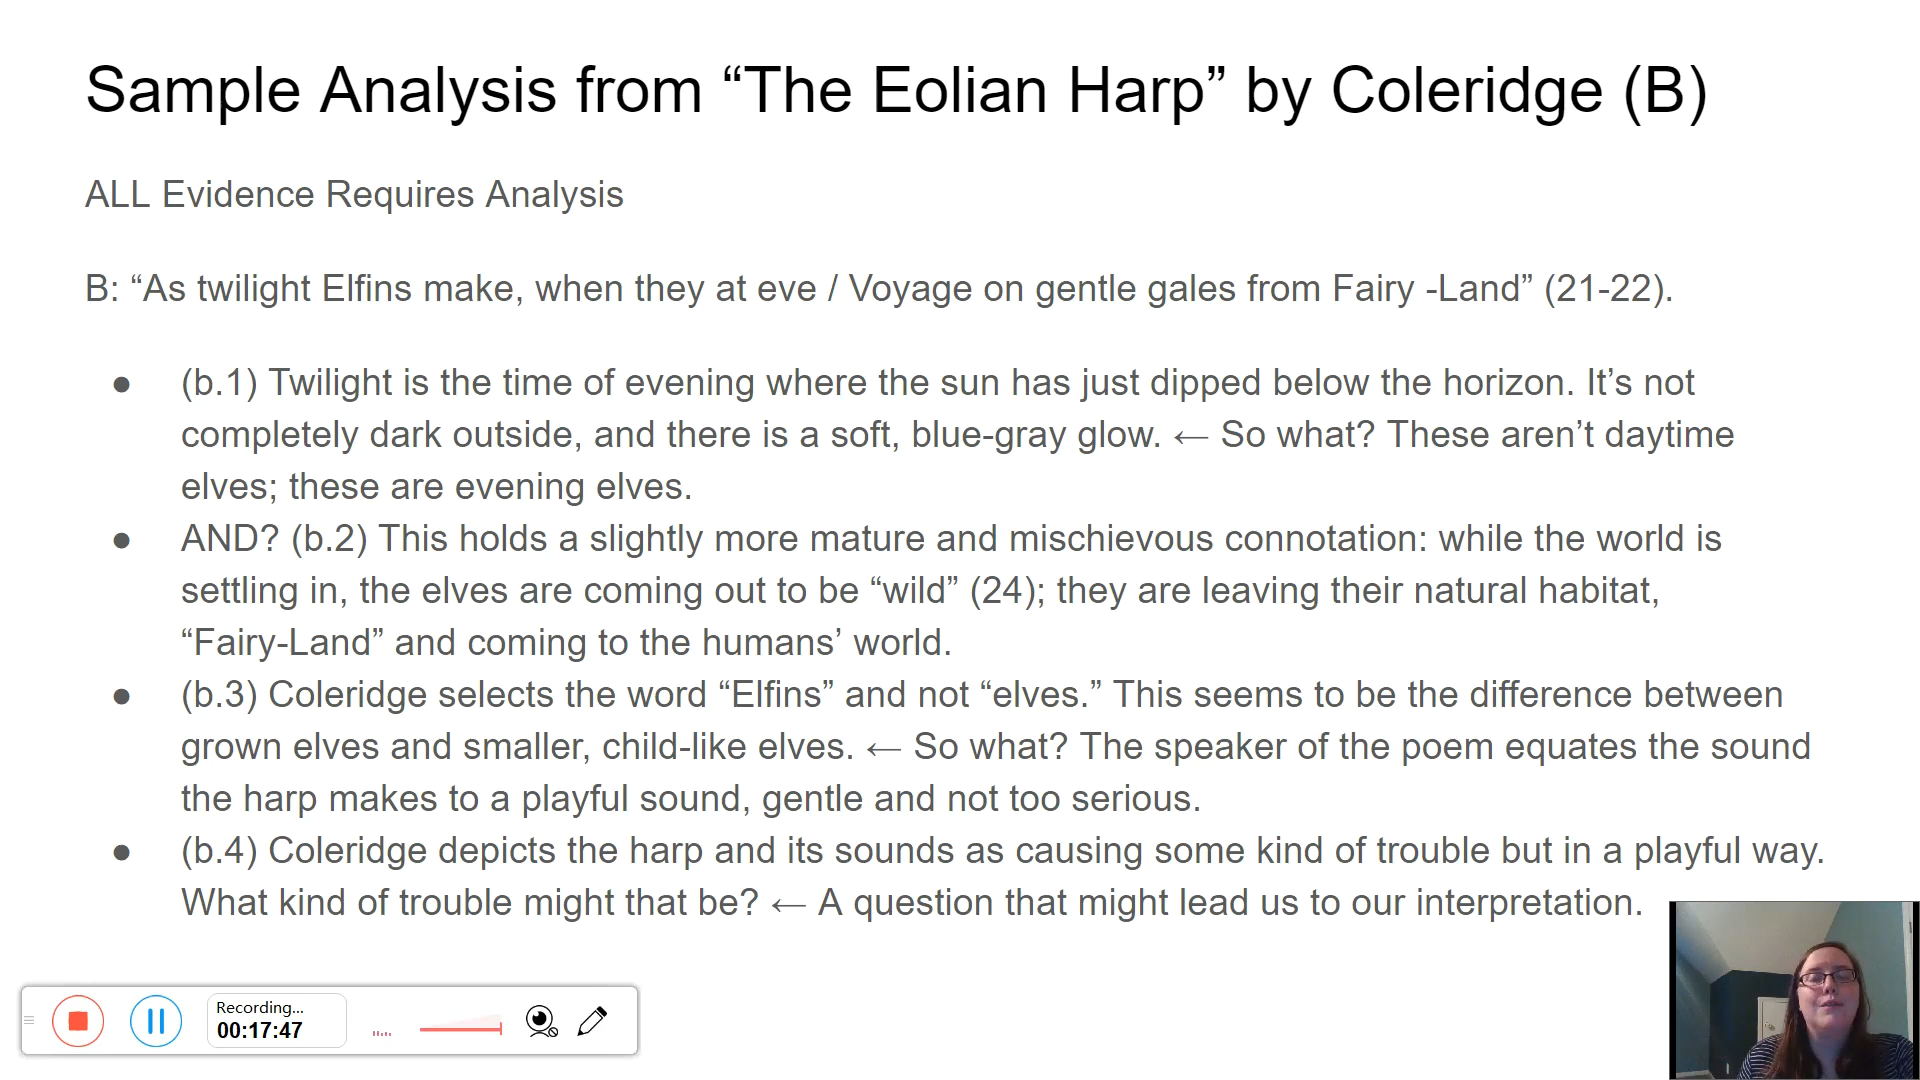 Sample Analysis from “The Eolian Harp” by Coleridge (B)
ALL Evidence Requires Analysis
B: “As twilight Elfins make, when they at eve / Voyage on gentle gales from Fairy -Land” (21-22).
● (b.1) Twilight is the time of evening where the sun has just dipped below the horizon. It’s not
completely dark outside, and there is a soft, blue-gray glow. ← So what? These aren’t daytime
elves; these are evening elves.
● AND? (b.2) This holds a slightly more mature and mischievous connotation: while the world is
settling in, the elves are coming out to be “wild” (24); they are leaving their natural habitat,
“Fairy-Land” and coming to the humans’ world.
● (b.3) Coleridge selects the word “Elfins” and not “elves.” This seems to be the difference between
grown elves and smaller, child-like elves. ← So what? The speaker of the poem equates the sound
the harp makes to a playful sound, gentle and not too serious.
● (b.4) Coleridge depicts the harp and its sounds as causing some kind of trouble but in a playful way.
What kind of trouble might that be? ← A question that might lead us to our interpretation.
Recording...
00:17:47